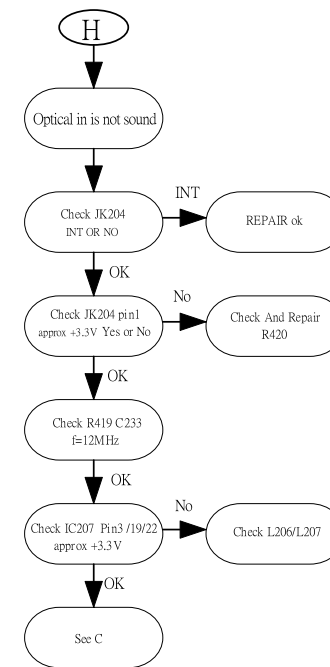 H
Optical in is not sound
Check JK204
INT OR NO
INT
REPAIR ok
OK
Check JK204 pin1
approx +3.3V Yes or No
No
Check And Repair
R420
OK
Check R419 C233
f=12MHz
OK
Check IC207 Pin3 /19/22
approx +3.3V
No
Check L206/L207
OK
See C